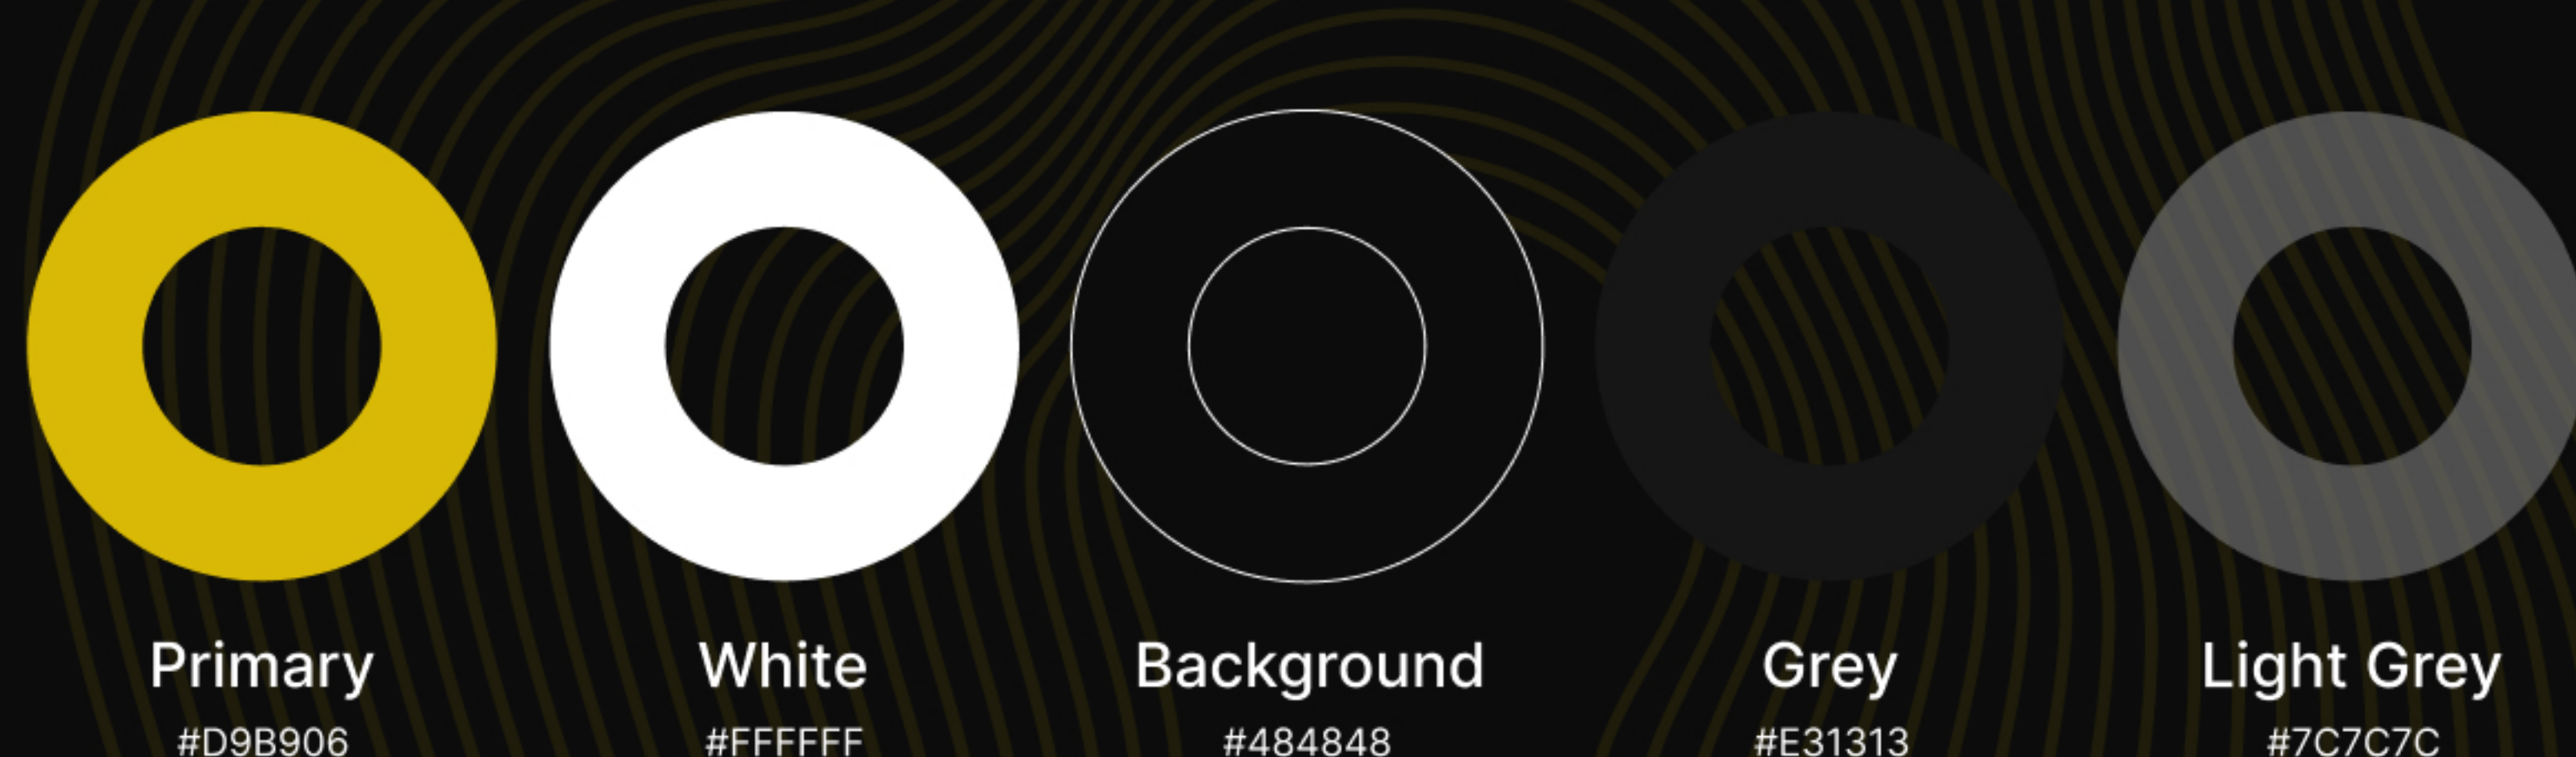 Primary
#D9B906
White
#FFFFFF
Background
#484848
Grey
#E31313
Light Grey
#7C7C7C